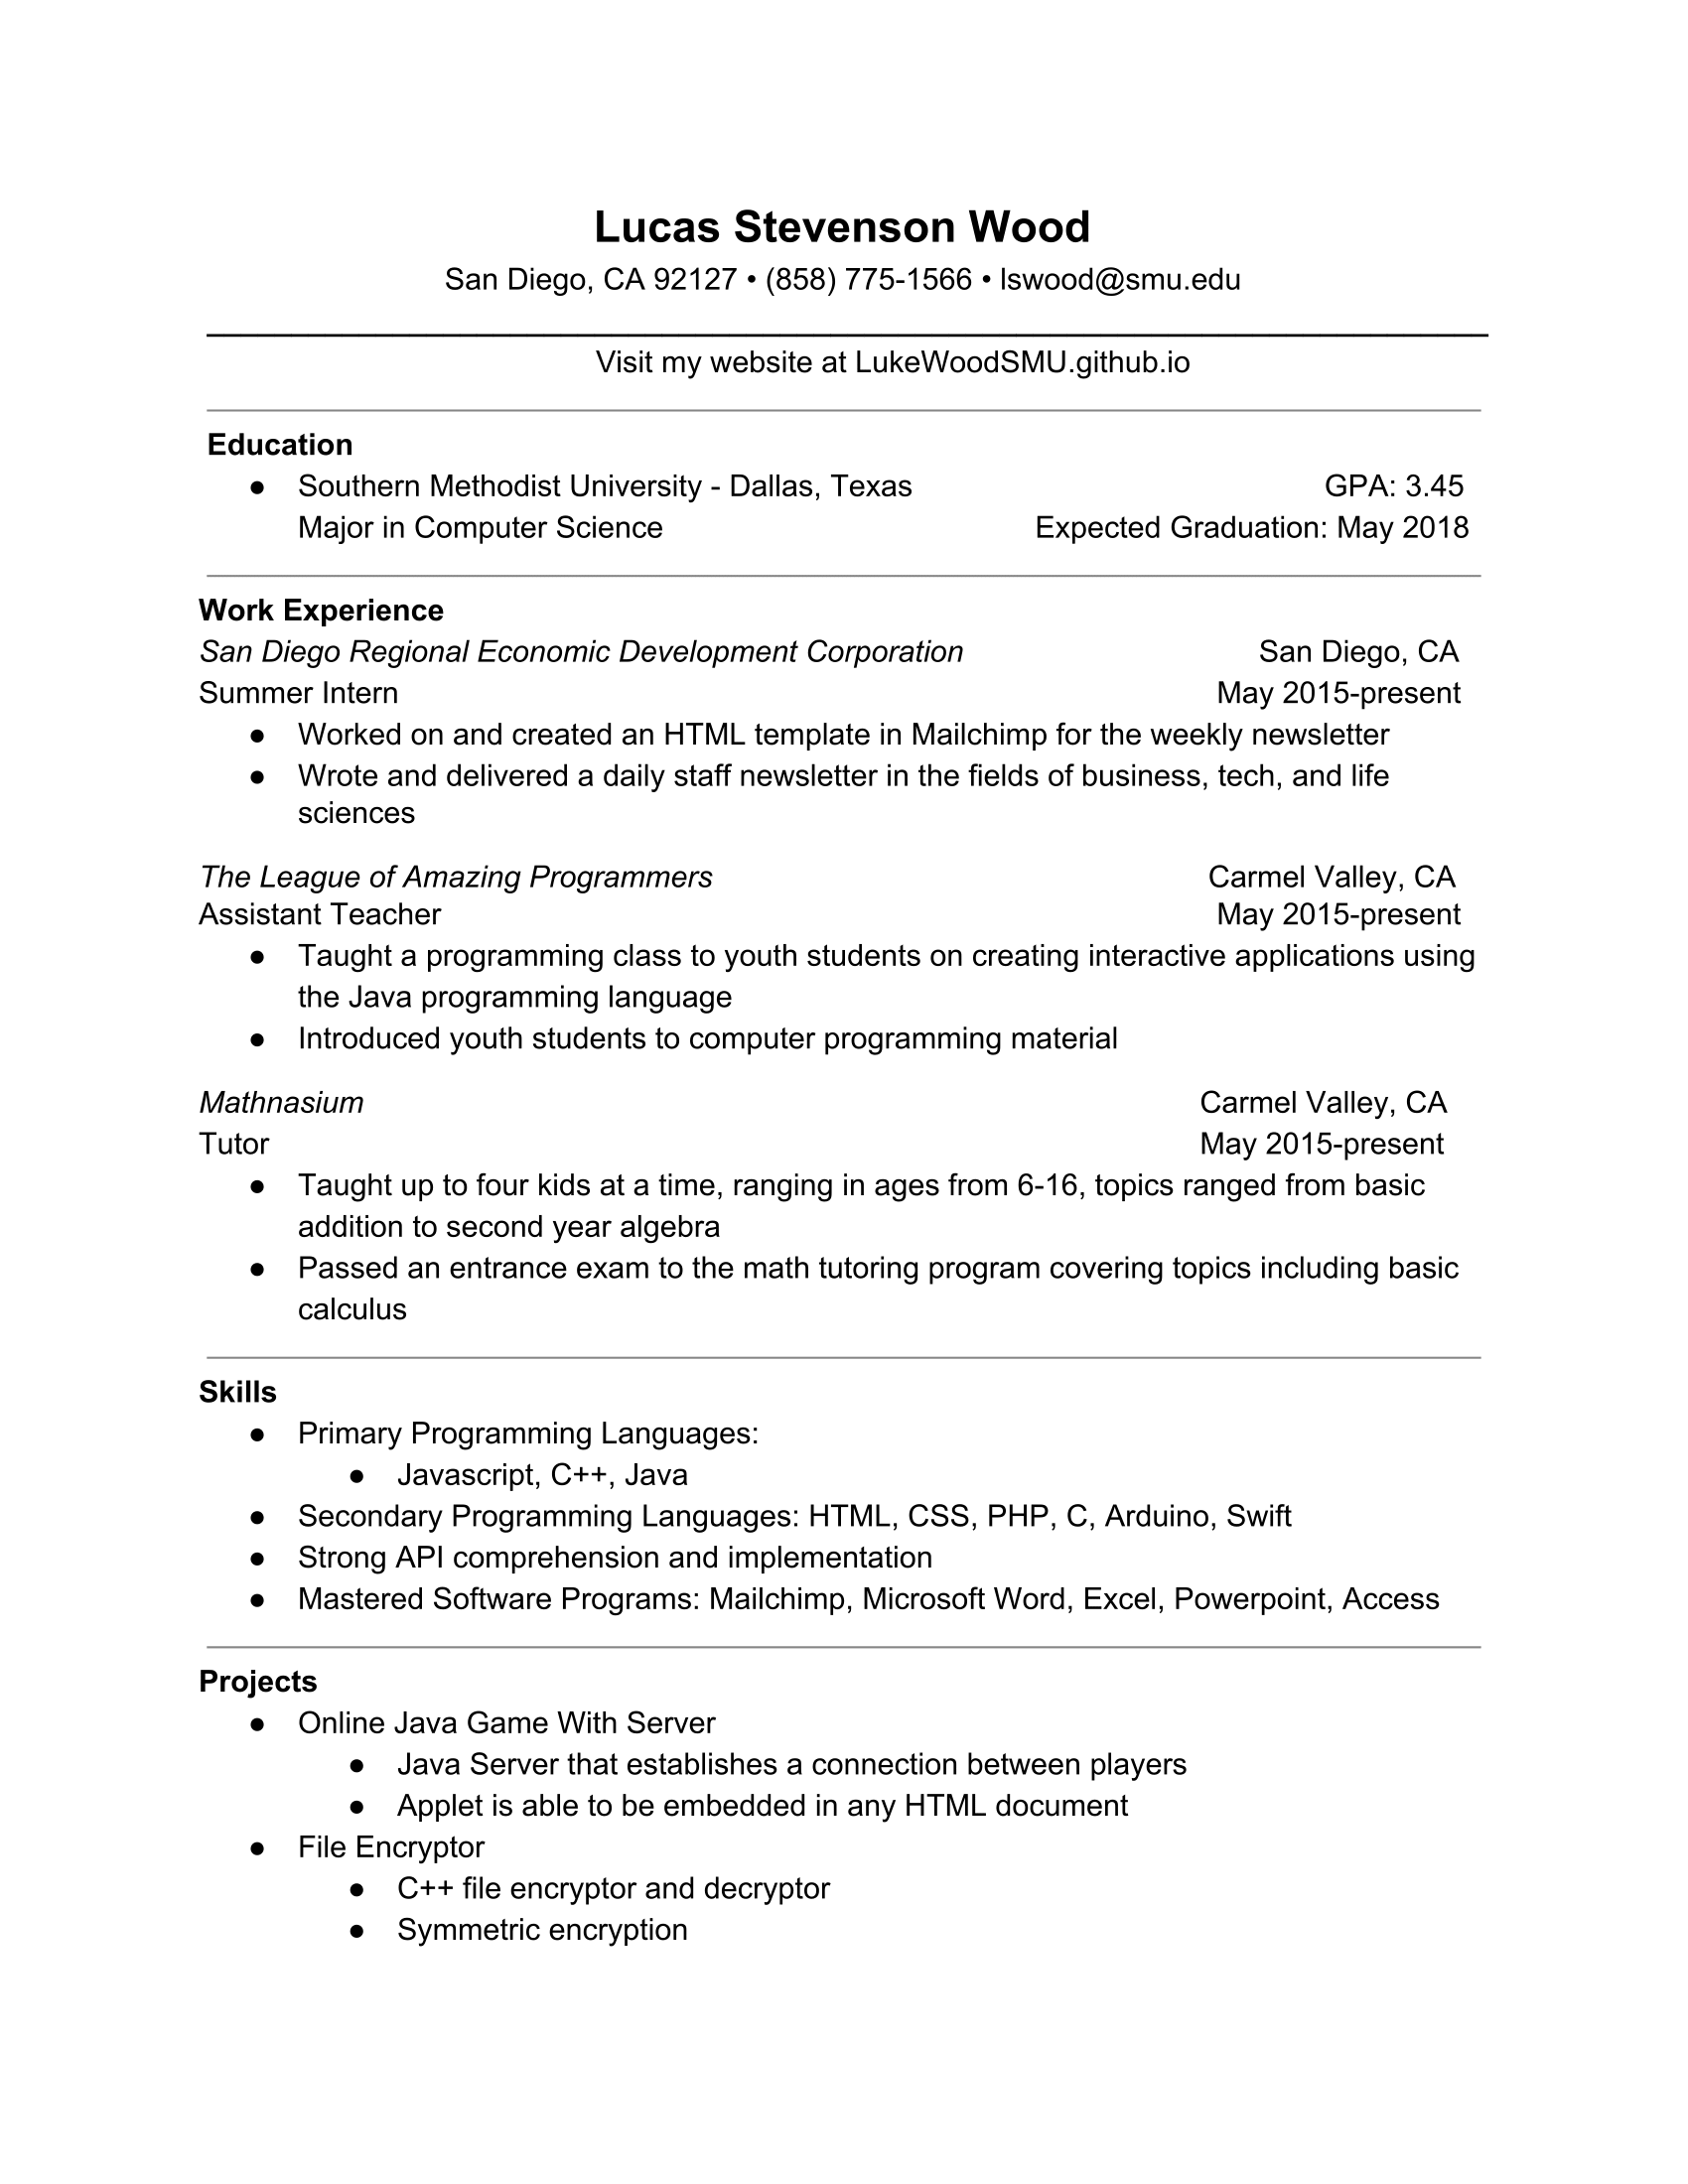 Lucas Stevenson Wood
San Diego, CA 92127 • (858) 775-1566 • lswood@smu.edu
Visit my website at LukeWoodSMU.github.io
Education
● Southern Methodist University - Dallas, Texas GPA: 3.45
Major in Computer Science Expected Graduation: May 2018
Work Experience
San Diego Regional Economic Development Corporation San Diego, CA
Summer Intern May 2015-present
● Worked on and created an HTML template in Mailchimp for the weekly newsletter
● Wrote and delivered a daily staff newsletter in the fields of business, tech, and life
sciences
The League of Amazing Programmers Carmel Valley, CA
Assistant Teacher May 2015-present
● Taught a programming class to youth students on creating interactive applications using
the Java programming language
● Introduced youth students to computer programming material
Mathnasium Carmel Valley, CA
Tutor May 2015-present
● Taught up to four kids at a time, ranging in ages from 6-16, topics ranged from basic
addition to second year algebra
● Passed an entrance exam to the math tutoring program covering topics including basic
calculus
Skills
● Primary Programming Languages:
● Javascript, C++, Java
● Secondary Programming Languages: HTML, CSS, PHP, C, Arduino, Swift
● Strong API comprehension and implementation
● Mastered Software Programs: Mailchimp, Microsoft Word, Excel, Powerpoint, Access
Projects
● Online Java Game With Server
● Java Server that establishes a connection between players
● Applet is able to be embedded in any HTML document
● File Encryptor
● C++ file encryptor and decryptor
● Symmetric encryption